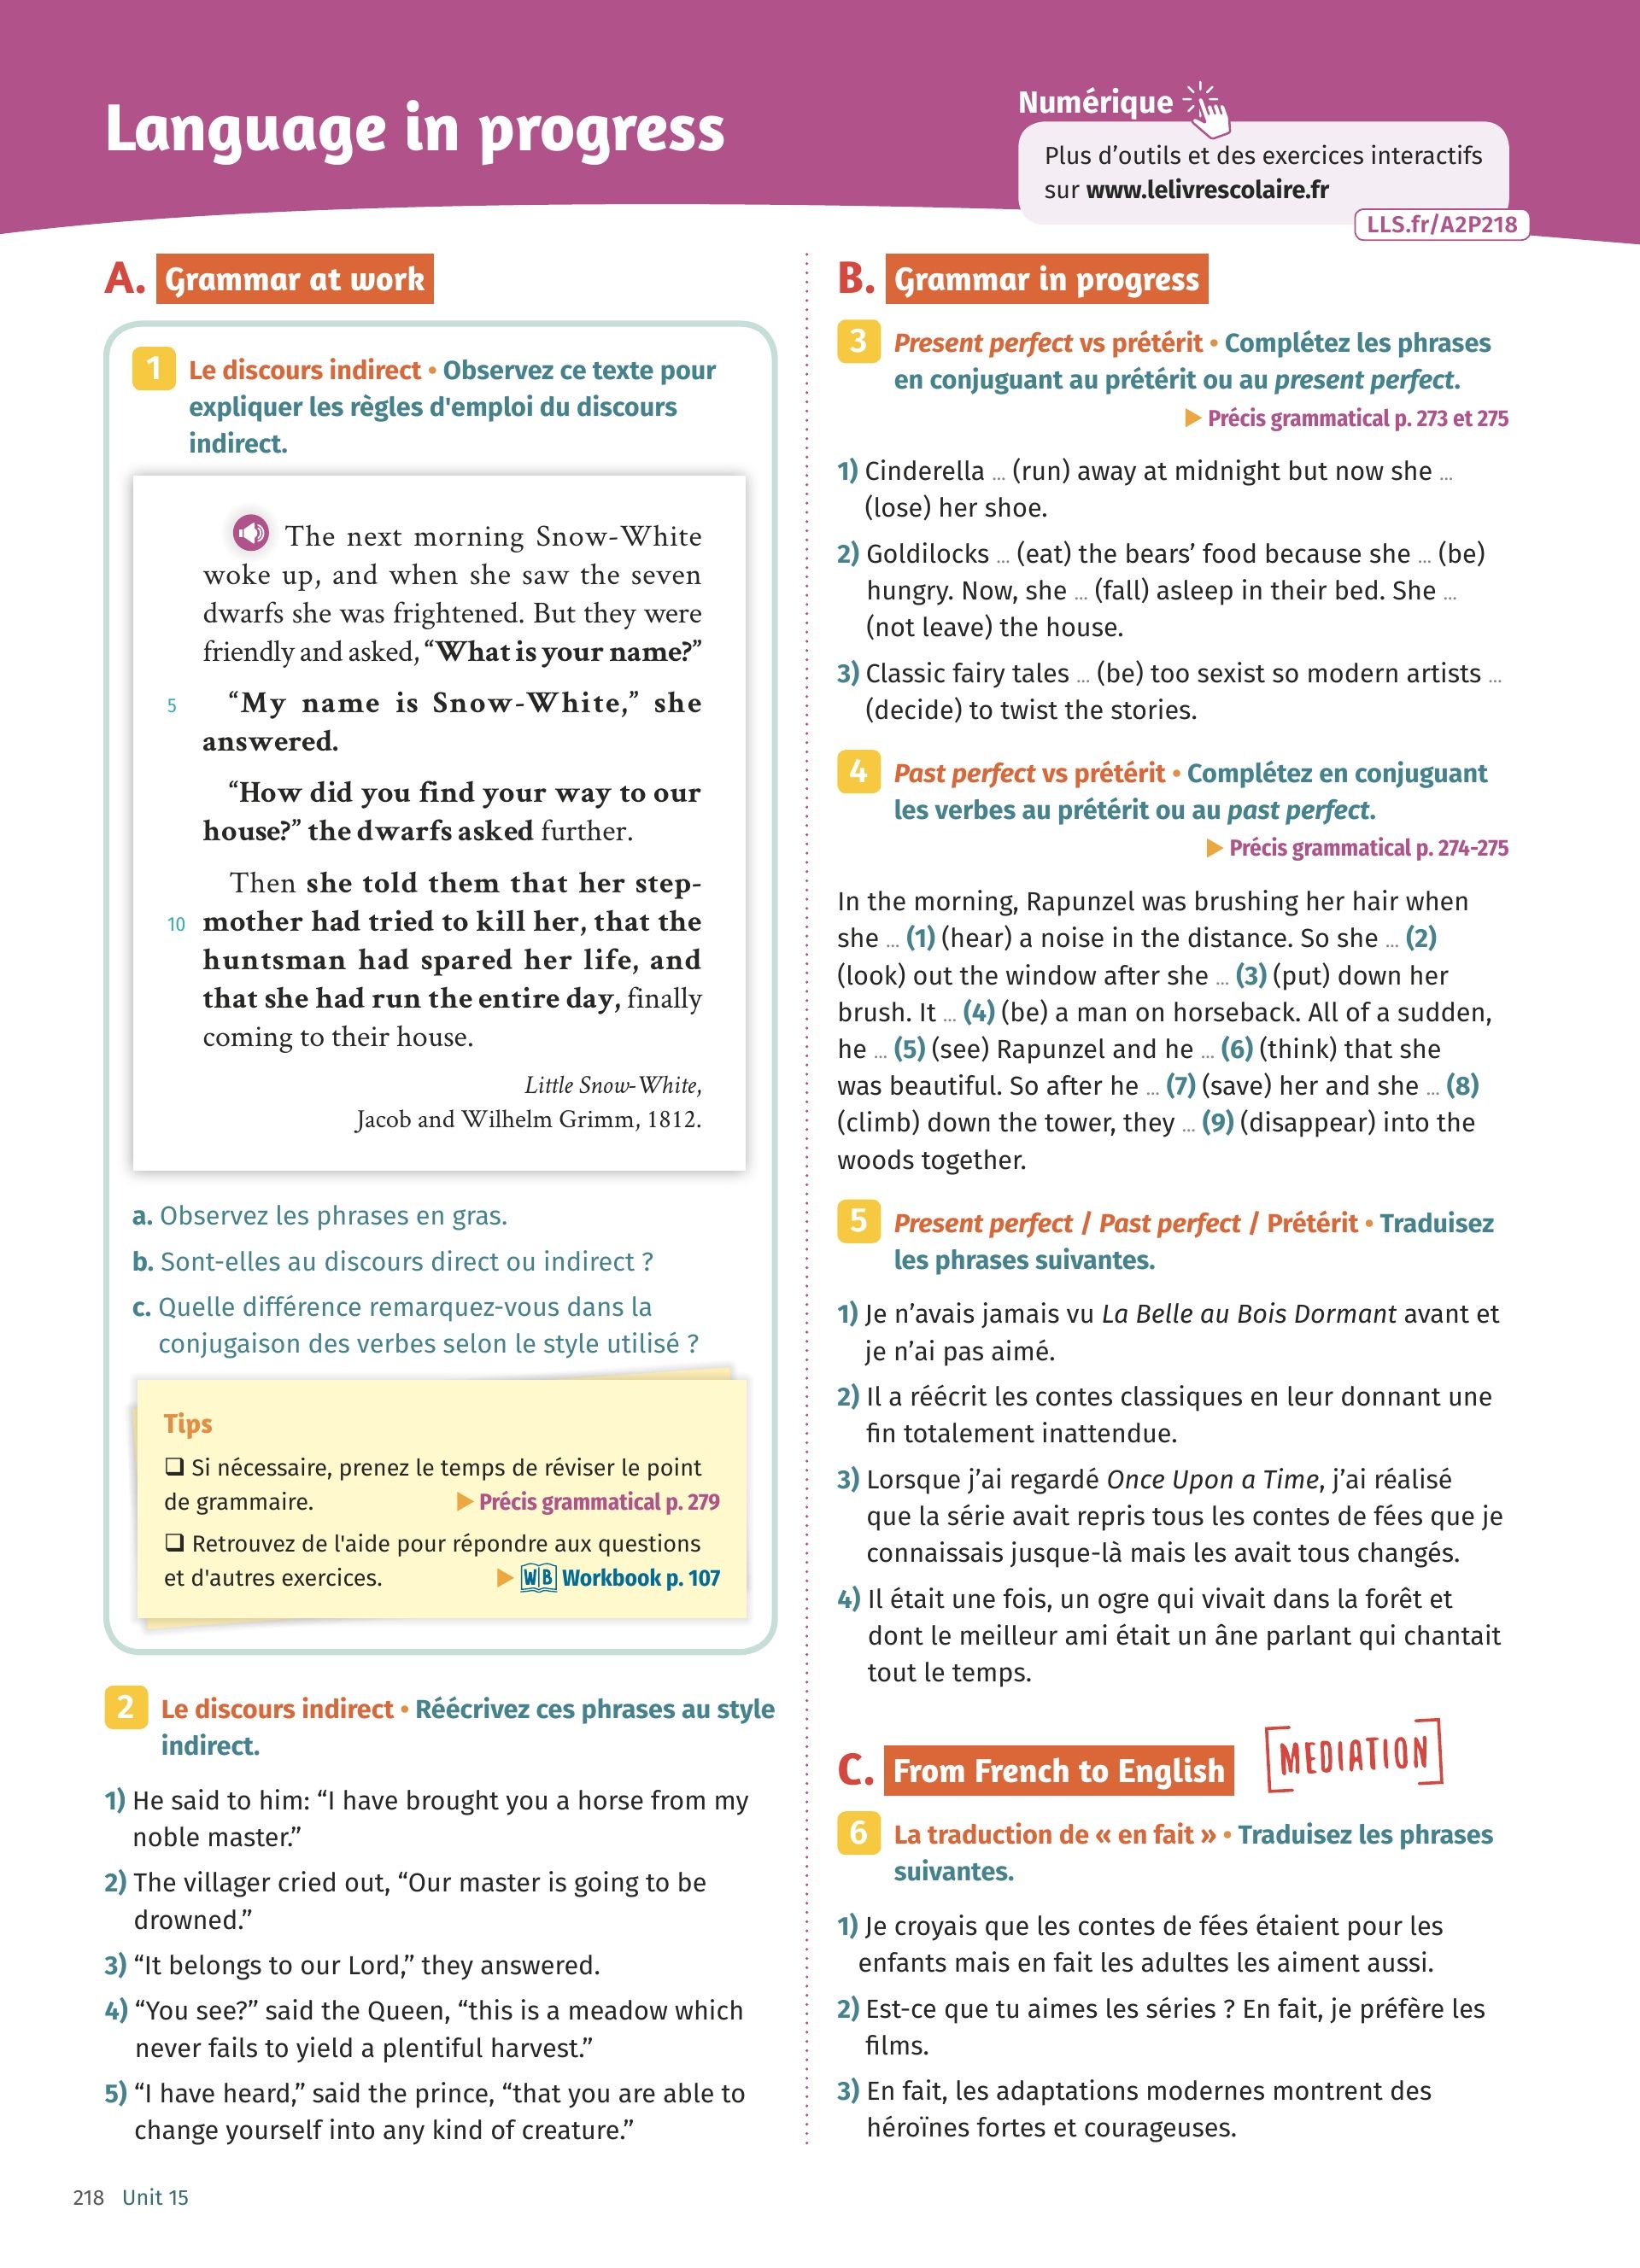 Language in progress
Numérique
Plus d'outils et des exercices interactifs
sur www.lelivrescolaire.fr
LLS.fr/A2P218
A. Grammar at work
1 Le discours indirect • Observez ce texte pour
expliquer les règles d'emploi du discours
indirect.
The next morning Snow-White
woke up, and when she saw the seven
dwarfs she was frightened. But they were
friendly and asked, “What is your name?”
5 “My name is Snow-White,” she
answered.
“How did you find your way to our
house?” the dwarfs asked further.
Then she told them that her step-
10 mother had tried to kill her, that the
huntsman had spared her life, and
that she had run the entire day, finally
coming to their house.
Little Snow-White,
Jacob and Wilhelm Grimm, 1812.
a. Observez les phrases en gras.
b. Sont-elles au discours direct ou indirect ?
c. Quelle différence remarquez-vous dans la
conjugaison des verbes selon le style utilisé ?
Tips
❑ Si nécessaire, prenez le temps de réviser le point
de grammaire. ▶ Précis grammatical p. 279
❑ Retrouvez de l'aide pour répondre aux questions
et d'autres exercices. ▶ WB Workbook p. 107
2 Le discours indirect • Réécrivez ces phrases au style
indirect.
1) He said to him: “I have brought you a horse from my
noble master.”
2) The villager cried out, “Our master is going to be
drowned.”
3) “It belongs to our Lord,” they answered.
4) “You see?” said the Queen, “this is a meadow which
never fails to yield a plentiful harvest.”
5) “I have heard,” said the prince, “that you are able to
change yourself into any kind of creature.”
B. Grammar in progress
3 Present perfect vs prétérit • Complétez les phrases
en conjuguant au prétérit ou au present perfect.
▶ Précis grammatical p. 273 et 275
1) Cinderella ... (run) away at midnight but now she ...
(lose) her shoe.
2) Goldilocks ... (eat) the bears’ food because she ... (be)
hungry. Now, she ... (fall) asleep in their bed. She ...
(not leave) the house.
3) Classic fairy tales ... (be) too sexist so modern artists ...
(decide) to twist the stories.
4 Past perfect vs prétérit • Complétez en conjuguant
les verbes au prétérit ou au past perfect.
▶ Précis grammatical p. 274-275
In the morning, Rapunzel was brushing her hair when
she ... (1) (hear) a noise in the distance. So she ... (2)
(look) out the window after she ... (3) (put) down her
brush. It ... (4) (be) a man on horseback. All of a sudden,
he ... (5) (see) Rapunzel and he ... (6) (think) that she
was beautiful. So after he ... (7) (save) her and she ... (8)
(climb) down the tower, they ... (9) (disappear) into the
woods together.
5 Present perfect / Past perfect / Prétérit • Traduisez
les phrases suivantes.
1) Je n’avais jamais vu La Belle au Bois Dormant avant et
je n’ai pas aimé.
2) Il a réécrit les contes classiques en leur donnant une
fin totalement inattendue.
3) Lorsque j’ai regardé Once Upon a Time, j’ai réalisé
que la série avait repris tous les contes de fées que je
connaissais jusque-là mais les avait tous changés.
4) Il était une fois, un ogre qui vivait dans la forêt et
dont le meilleur ami était un âne parlant qui chantait
tout le temps.
C. From French to English
MEDIATION
6 La traduction de « en fait » • Traduisez les phrases
suivantes.
1) Je croyais que les contes de fées étaient pour les
enfants mais en fait les adultes les aiment aussi.
2) Est-ce que tu aimes les séries ? En fait, je préfère les
films.
3) En fait, les adaptations modernes montrent des
héroïnes fortes et courageuses.
218 Unit 15